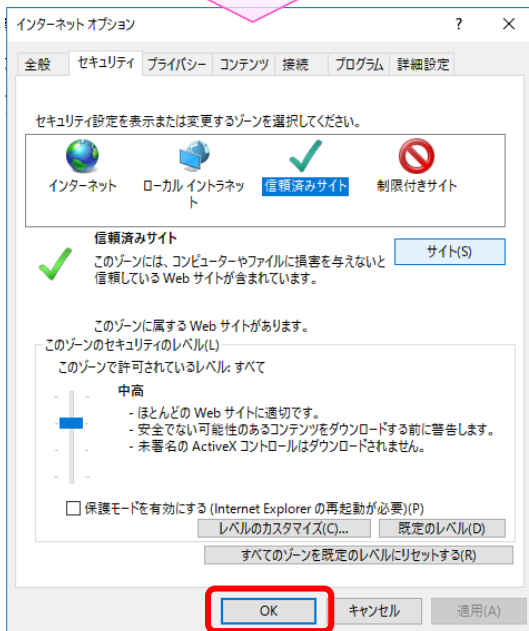 インターネット オプション
?
×
全般 セキュリティ プライバシー コンテンツ 接続 プログラム 詳細設定
セキュリティ設定を表示または変更するゾーンを選択してください。
インターネット ローカル イントラネッ 信頼済みサイト 制限付きサイト
ト
信頼済みサイト
このゾーンには、コンピューターやファイルに損害を与えないと
信頼している Web サイトが含まれています。
サイト(S)
このゾーンに属する Web サイトがあります。
このゾーンのセキュリティのレベル(L)
このゾーンで許可されているレベル: すべて
中高
- ほとんどの Web サイトに適切です。
- 安全でない可能性のあるコンテンツをダウンロードする前に警告します。
- 未署名の ActiveX コントロールはダウンロードされません。
保護モードを有効にする (Internet Explorer の再起動が必要)(P)
レベルのカスタマイズ(C)... 既定のレベル(D)
すべてのゾーンを既定のレベルにリセットする(R)
OK キャンセル 適用(A)